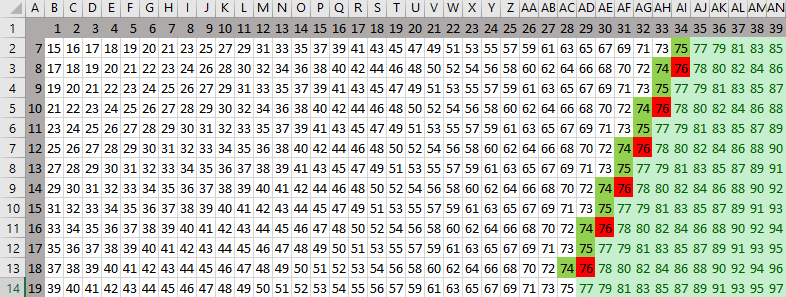 A B C D E F G H I J K L M N O P Q R S T U V W X Y Z AA AB AC AD AE AF AG AH AI AJ AK AL AM AN
1 1 2 3 4 5 6 7 8 9 10 11 12 13 14 15 16 17 18 19 20 21 22 23 24 25 26 27 28 29 30 31 32 33 34 35 36 37 38 39
2 7 15 16 17 18 19 20 21 23 25 27 29 31 33 35 37 39 41 43 45 47 49 51 53 55 57 59 61 63 65 67 69 71 73 75 77 79 81 83 85
3 8 17 18 19 20 21 22 23 24 26 28 30 32 34 36 38 40 42 44 46 48 50 52 54 56 58 60 62 64 66 68 70 72 74 76 78 80 82 84 86
4 9 19 20 21 22 23 24 25 26 27 29 31 33 35 37 39 41 43 45 47 49 51 53 55 57 59 61 63 65 67 69 71 73 75 77 79 81 83 85 87
5 10 21 22 23 24 25 26 27 28 29 30 32 34 36 38 40 42 44 46 48 50 52 54 56 58 60 62 64 66 68 70 72 74 76 78 80 82 84 86 88
6 11 23 24 25 26 27 28 29 30 31 32 33 35 37 39 41 43 45 47 49 51 53 55 57 59 61 63 65 67 69 71 73 75 77 79 81 83 85 87 89
7 12 25 26 27 28 29 30 31 32 33 34 35 36 38 40 42 44 46 48 50 52 54 56 58 60 62 64 66 68 70 72 74 76 78 80 82 84 86 88 90
8 13 27 28 29 30 31 32 33 34 35 36 37 38 39 41 43 45 47 49 51 53 55 57 59 61 63 65 67 69 71 73 75 77 79 81 83 85 87 89 91
9 14 29 30 31 32 33 34 35 36 37 38 39 40 41 42 44 46 48 50 52 54 56 58 60 62 64 66 68 70 72 74 76 78 80 82 84 86 88 90 92
10 15 31 32 33 34 35 36 37 38 39 40 41 42 43 44 45 47 49 51 53 55 57 59 61 63 65 67 69 71 73 75 77 79 81 83 85 87 89 91 93
11 16 33 34 35 36 37 38 39 40 41 42 43 44 45 46 47 48 50 52 54 56 58 60 62 64 66 68 70 72 74 76 78 80 82 84 86 88 90 92 94
12 17 35 36 37 38 39 40 41 42 43 44 45 46 47 48 49 50 51 53 55 57 59 61 63 65 67 69 71 73 75 77 79 81 83 85 87 89 91 93 95
13 18 37 38 39 40 41 42 43 44 45 46 47 48 49 50 51 52 53 54 56 58 60 62 64 66 68 70 72 74 76 78 80 82 84 86 88 90 92 94 96
14 19 39 40 41 42 43 44 45 46 47 48 49 50 51 52 53 54 55 56 57 59 61 63 65 67 69 71 73 75 77 79 81 83 85 87 89 91 93 95 97